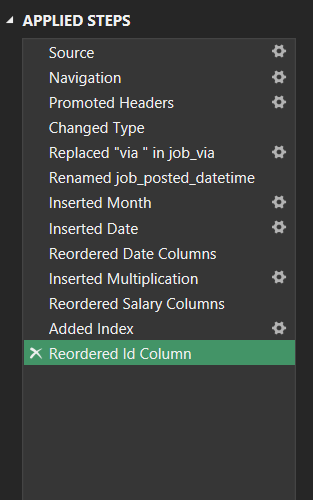 APPLIED STEPS
Source
Navigation
Promoted Headers
Changed Type
Replaced "via " in job_via
Renamed job_posted_datetime
Inserted Month
Inserted Date
Reordered Date Columns
Inserted Multiplication
Reordered Salary Columns
Added Index
Reordered Id Column